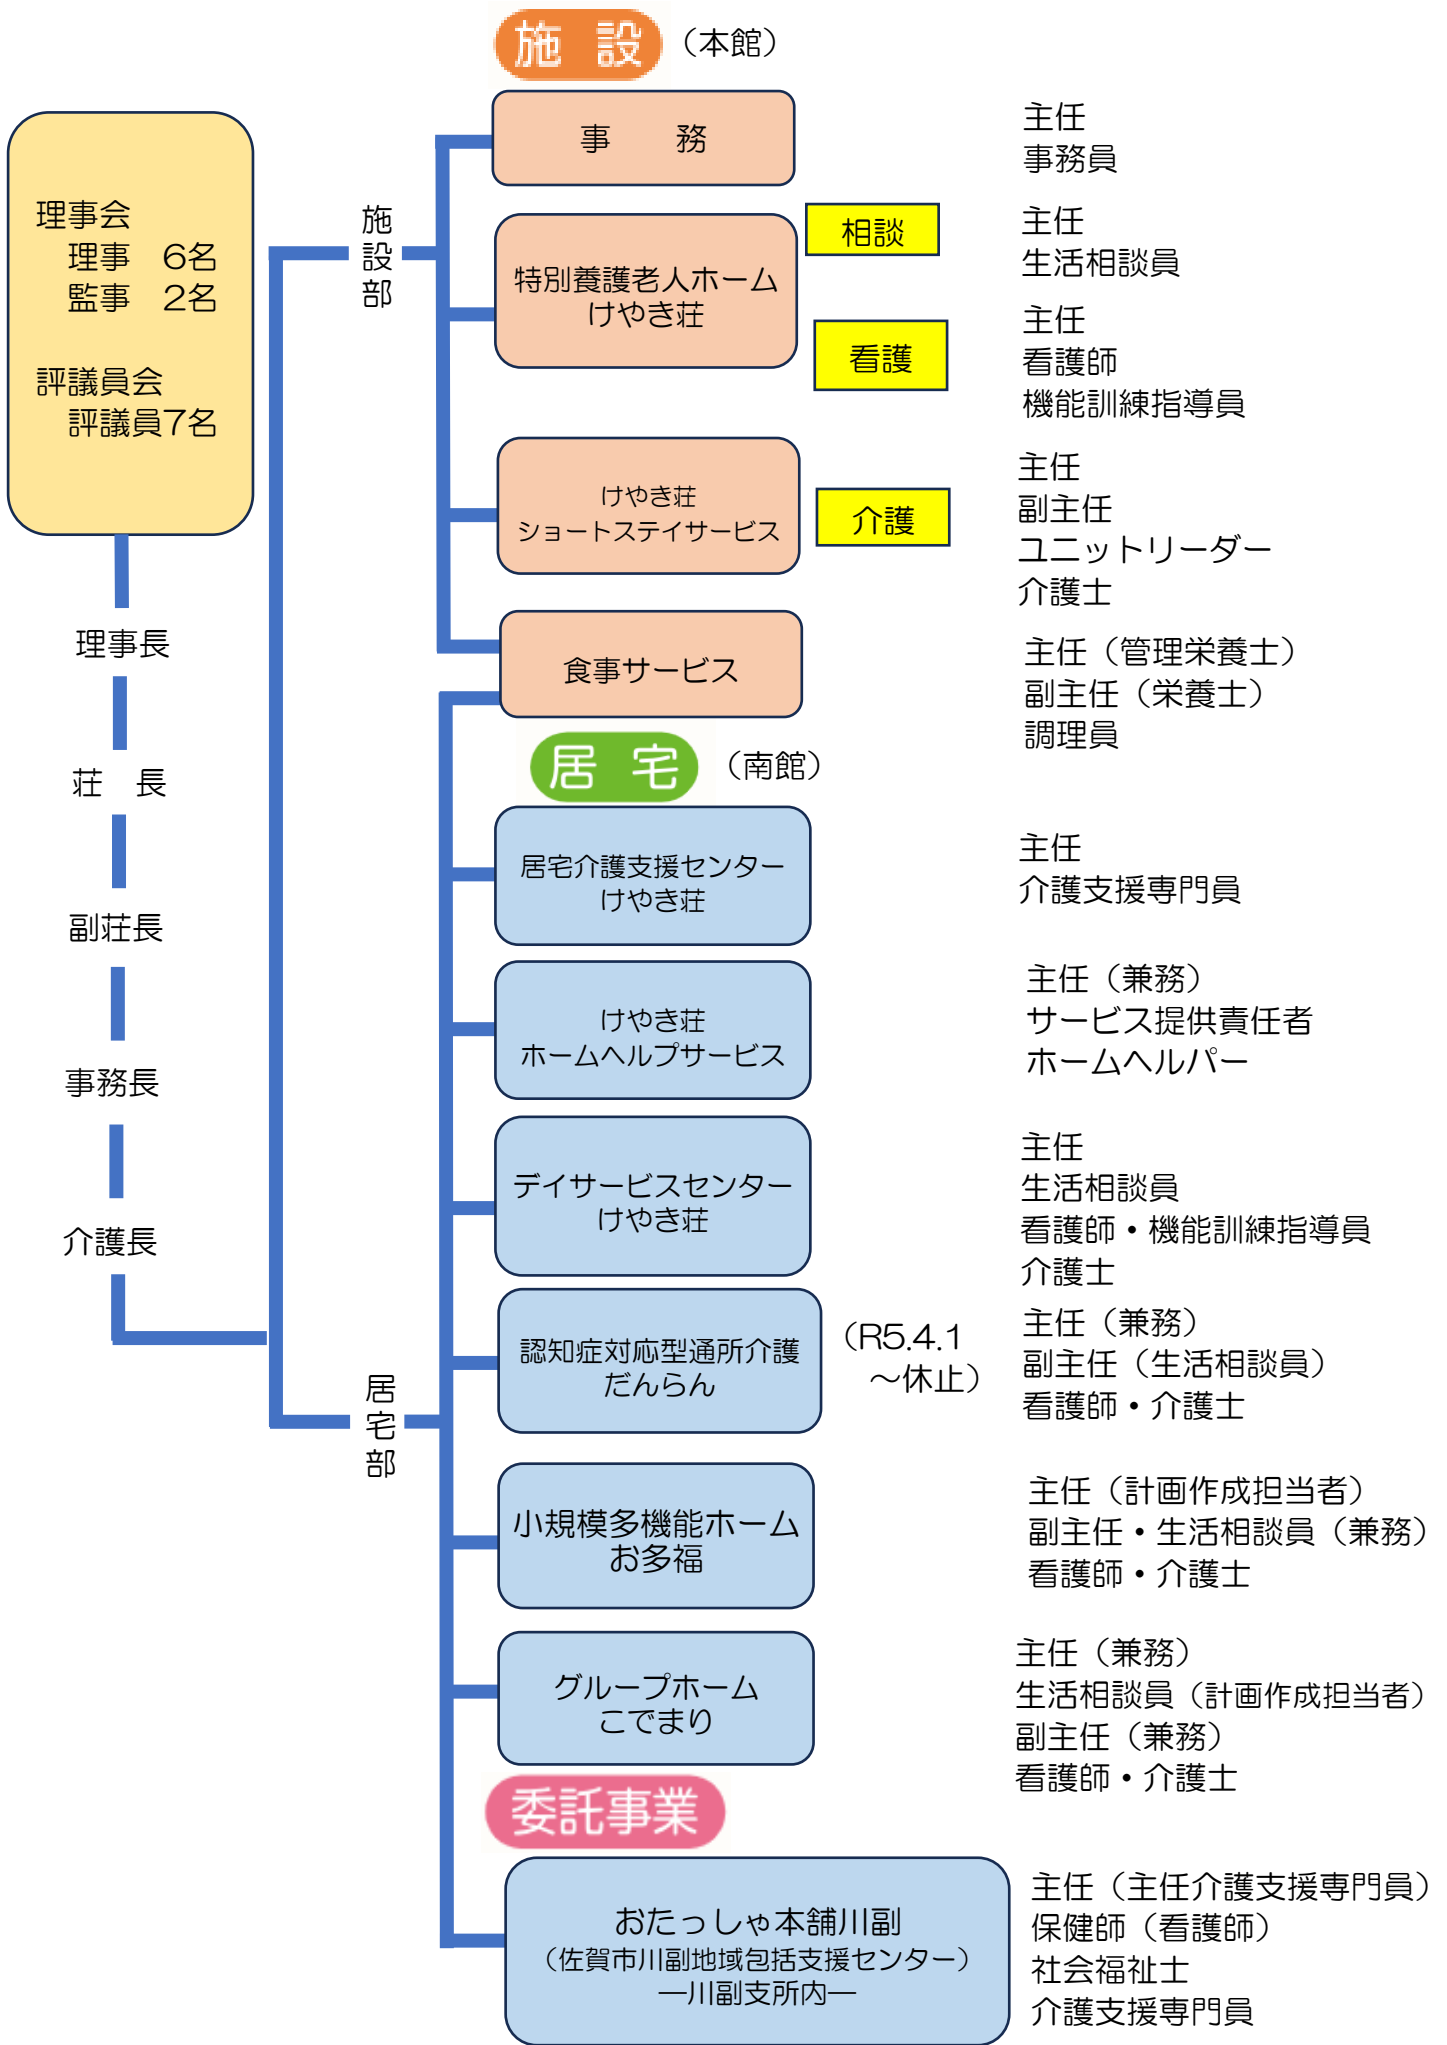 施　設
（本館）
理事会
理事　6名
監事　2名
評議員会
評議員7名
理事長
荘　長
副荘長
事務長
介護長
施設部
事　務
主任
事務員
特別養護老人ホーム
けやき荘
相談
主任
生活相談員
看護
主任
看護師
機能訓練指導員
けやき荘
ショートステイサービス
介護
主任
副主任
ユニットリーダー
介護士
食事サービス
主任（管理栄養士）
副主任（栄養士）
調理員
居宅部
居　宅
（南館）
居宅介護支援センター
けやき荘
主任
介護支援専門員
けやき荘
ホームヘルプサービス
主任（兼務）
サービス提供責任者
ホームヘルパー
デイサービスセンター
けやき荘
主任
生活相談員
看護師・機能訓練指導員
介護士
認知症対応型通所介護
だんらん
（R5.4.1
～休止）
主任（兼務）
副主任（生活相談員）
看護師・介護士
小規模多機能ホーム
お多福
主任（計画作成担当者）
副主任・生活相談員（兼務）
看護師・介護士
グループホーム
こでまり
主任（兼務）
生活相談員（計画作成担当者）
副主任（兼務）
看護師・介護士
委託事業
おたっしゃ本舗川副
（佐賀市川副地域包括支援センター）
―川副支所内―
主任（主任介護支援専門員）
保健師（看護師）
社会福祉士
介護支援専門員